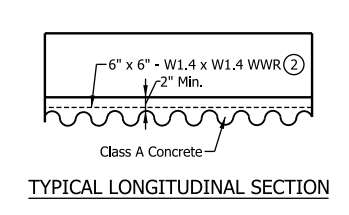 6" x 6" - W1.4 x W1.4 WWR 2
2" Min.
Class A Concrete
TYPICAL LONGITUDINAL SECTION